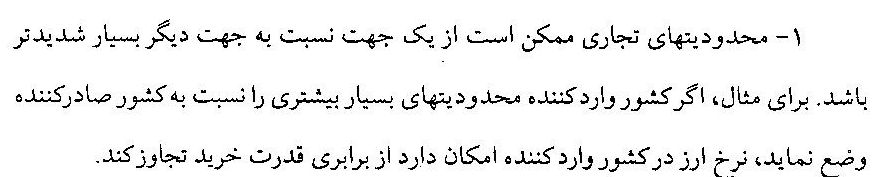 ۱- محدودیتهای تجاری ممکن است از یک جهت نسبت به جهت دیگر بسیار شدیدتر
باشد. برای مثال، اگر کشور وارد کننده محدودیتهای بسیار بیشتری را نسبت به کشور صادرکننده
وضع نماید، نرخ ارز در کشور وارد کننده امکان دارد از برابری قدرت خرید تجاوز کند.